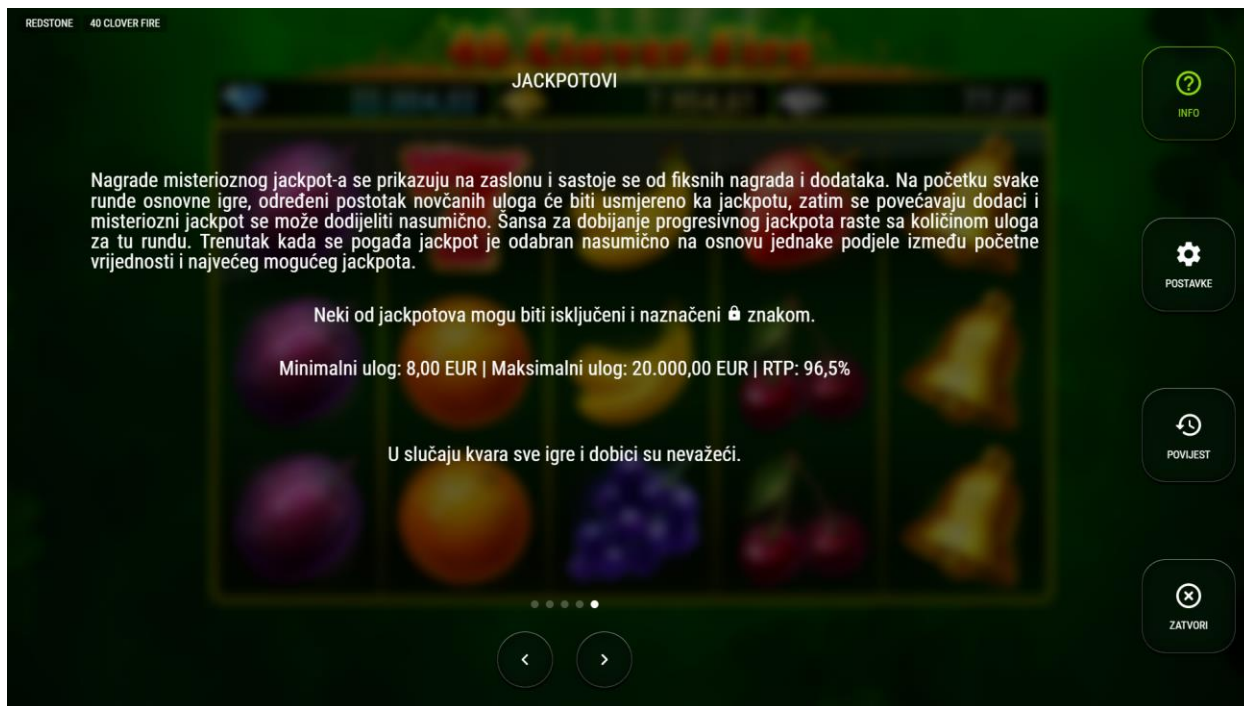 REDSTONE 40 CLOVER FIRE
40 Clover Fire
JACKPOTOVI
INFO
Nagrade misterioznog jackpot-a se prikazuju na zaslonu i sastoje se od fiksnih nagrada i dodataka. Na početku svake
runde osnovne igre, određeni postotak novčanih uloga će biti usmjereno ka jackpotu, zatim se povećavaju dodaci i
misteriozni jackpot se može dodijeliti nasumično. Šansa za dobijanje progresivnog jackpota raste sa količinom uloga
za tu rundu. Trenutak kada se pogađa jackpot je odabran nasumično na osnovu jednake podjele između početne
vrijednosti i najvećeg mogućeg jackpota.
POSTAVKE
Neki od jackpotova mogu biti isključeni i naznačeni znakom.
Minimalni ulog: 8,00 EUR | Maksimalni ulog: 20.000,00 EUR | RTP: 96,5%
U slučaju kvara sve igre i dobici su nevažeći.
POVIJEST
ZATVORI